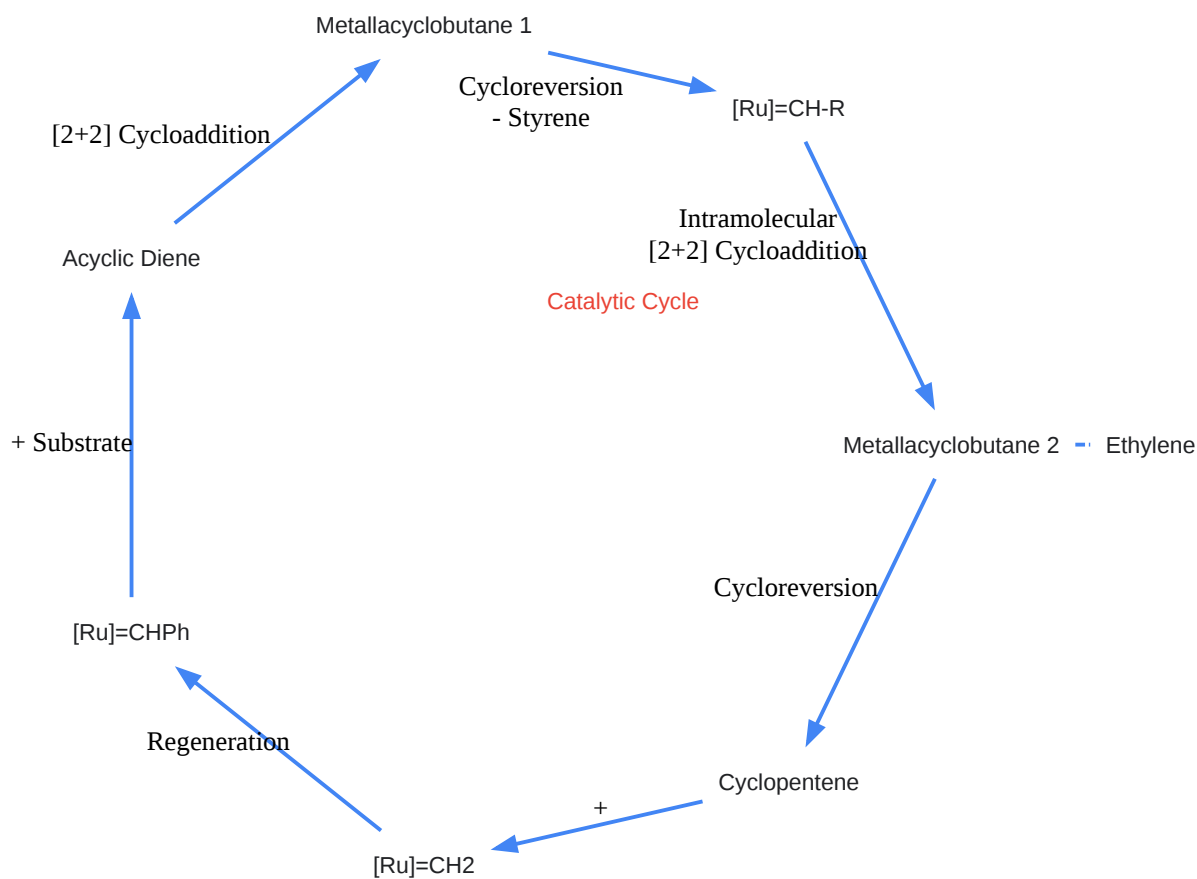 Metallacyclobutane 1
Cycloreversion
- Styrene
[Ru]=CH-R
[2+2] Cycloaddition
Intramolecular
[2+2] Cycloaddition
Acyclic Diene
Catalytic Cycle
+ Substrate
Metallacyclobutane 2
Ethylene
Cycloreversion
[Ru]=CHPh
Regeneration
Cyclopentene
+
[Ru]=CH2